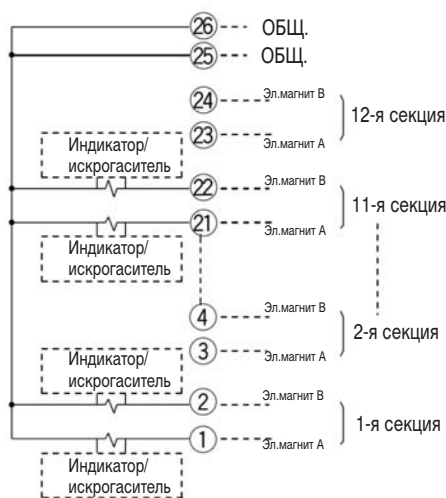 26 ОБЩ.
25 ОБЩ.
24 Эл.магнит В
12-я секция
23 Эл.магнит А
Индикатор/
искрогаситель
22 Эл.магнит В
11-я секция
21 Эл.магнит А
Индикатор/
искрогаситель
4 Эл.магнит В
2-я секция
3 Эл.магнит А
Индикатор/
искрогаситель
2 Эл.магнит В
1-я секция
1 Эл.магнит А
Индикатор/
искрогаситель